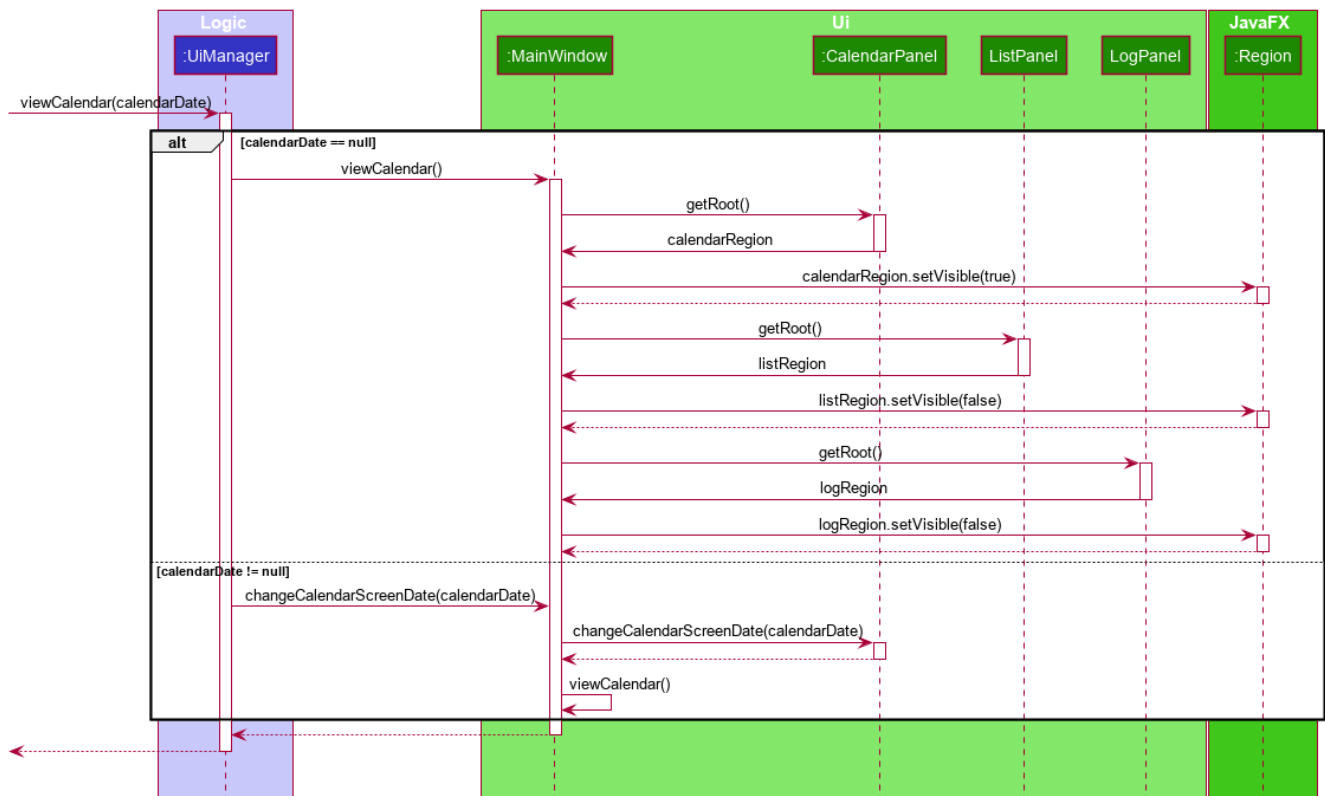 Logic
Ui
JavaFX
:UiManager
:MainWindow
:CalendarPanel
ListPanel
LogPanel
:Region
viewCalendar(calendarDate)
alt
[calendarDate == null]
viewCalendar()
getRoot()
calendarRegion
calendarRegion.setVisible(true)
getRoot()
listRegion
listRegion.setVisible(false)
getRoot()
logRegion
logRegion.setVisible(false)
[calendarDate != null]
changeCalendarScreenDate(calendarDate)
changeCalendarScreenDate(calendarDate)
viewCalendar()